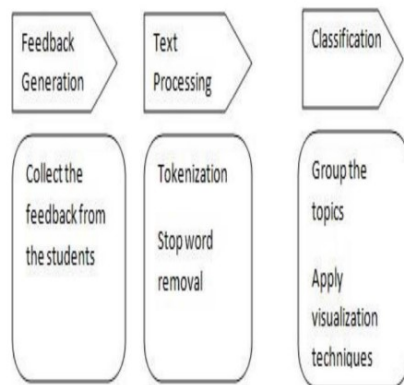 Feedback
Generation
Text
Processing
Classification
Collect the
feedback from
the students
Tokenization
Stop word
removal
Group the
topics
Apply
visualization
techniques